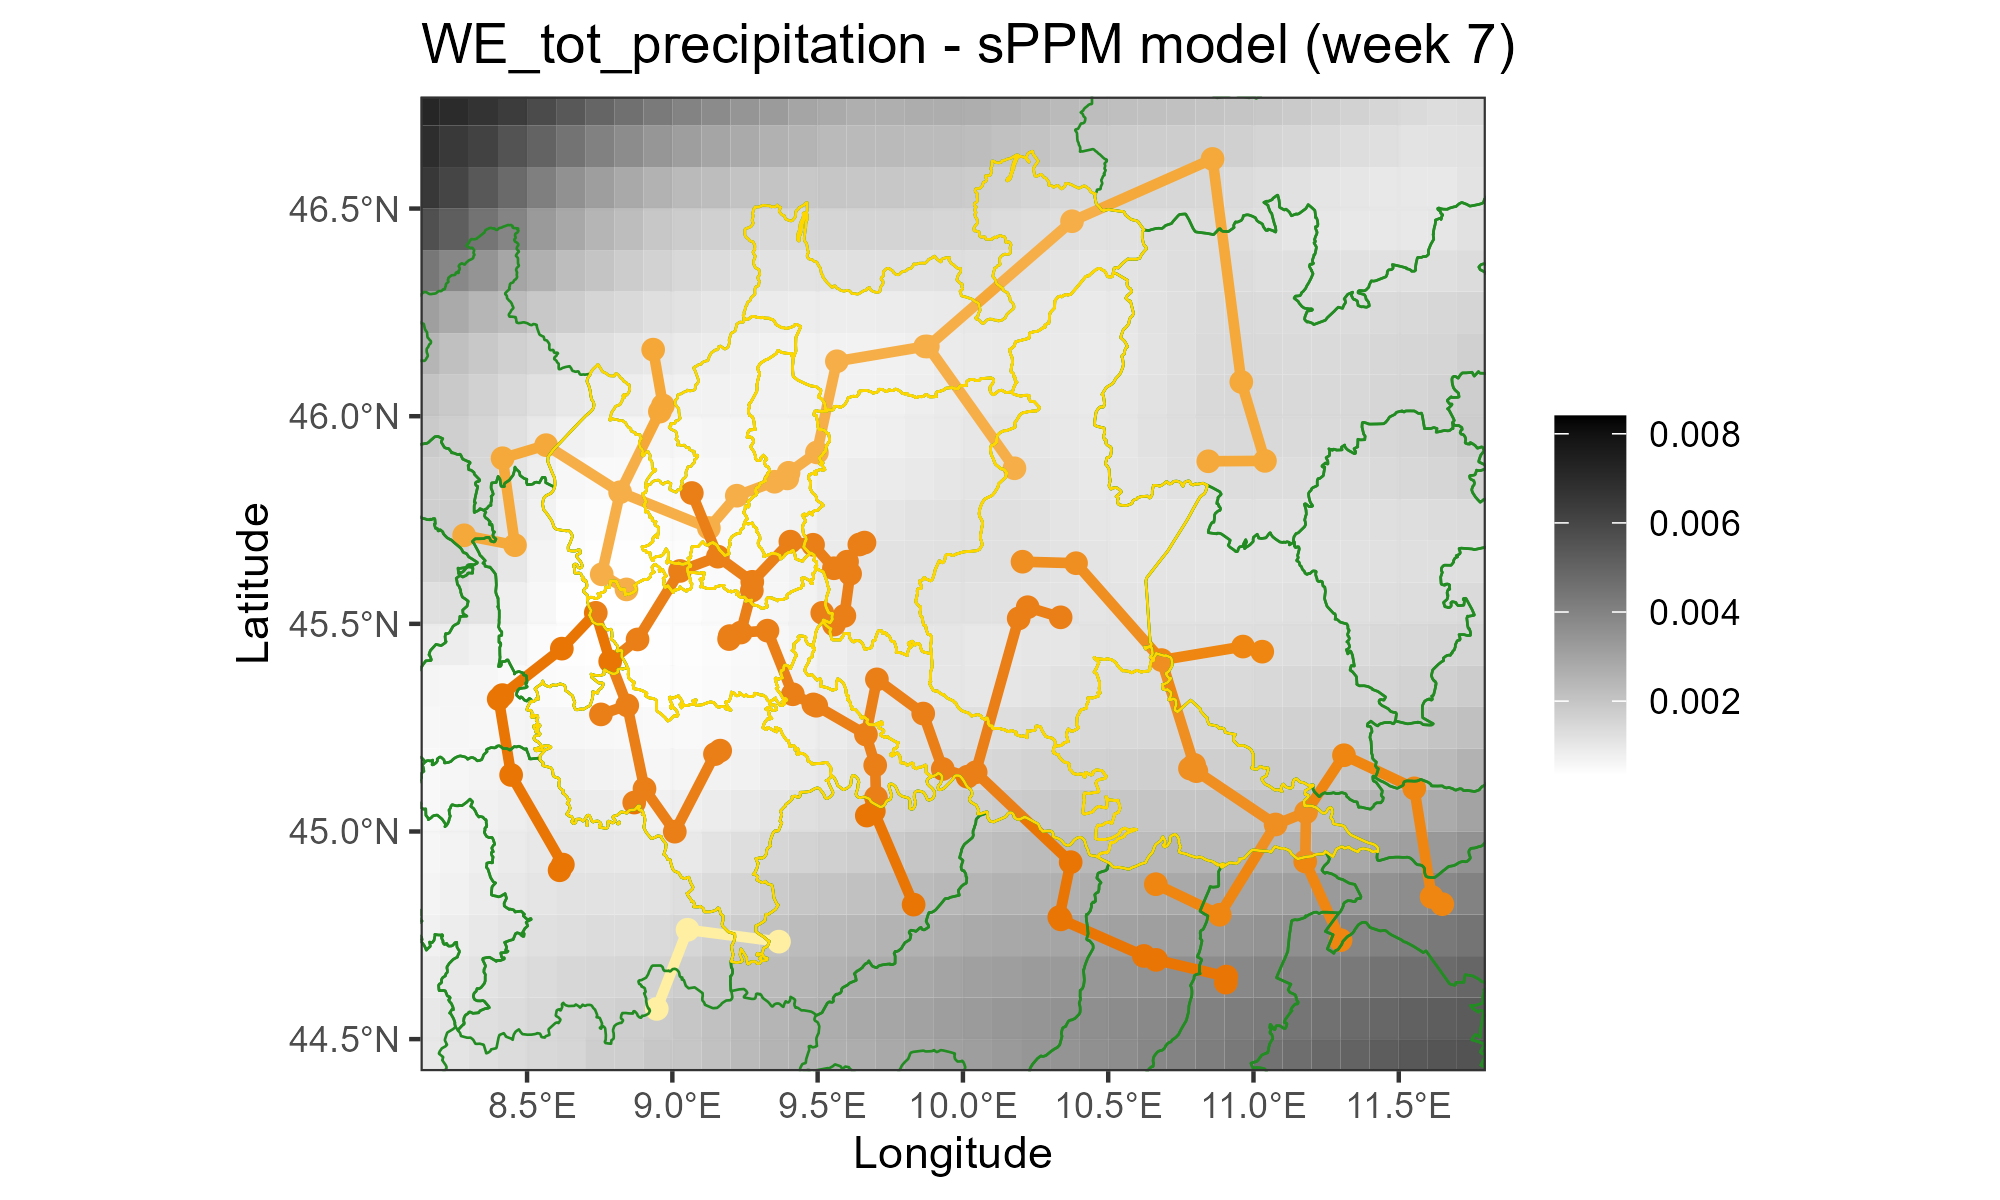 WE_tot_precipitation - sPPM model (week 7)
46.5°N
46.0°N
45.5°N
45.0°N
44.5°N
Latitude
8.5°E
9.0°E
9.5°E
10.0°E
10.5°E
11.0°E
11.5°E
Longitude
0.008
0.006
0.004
0.002